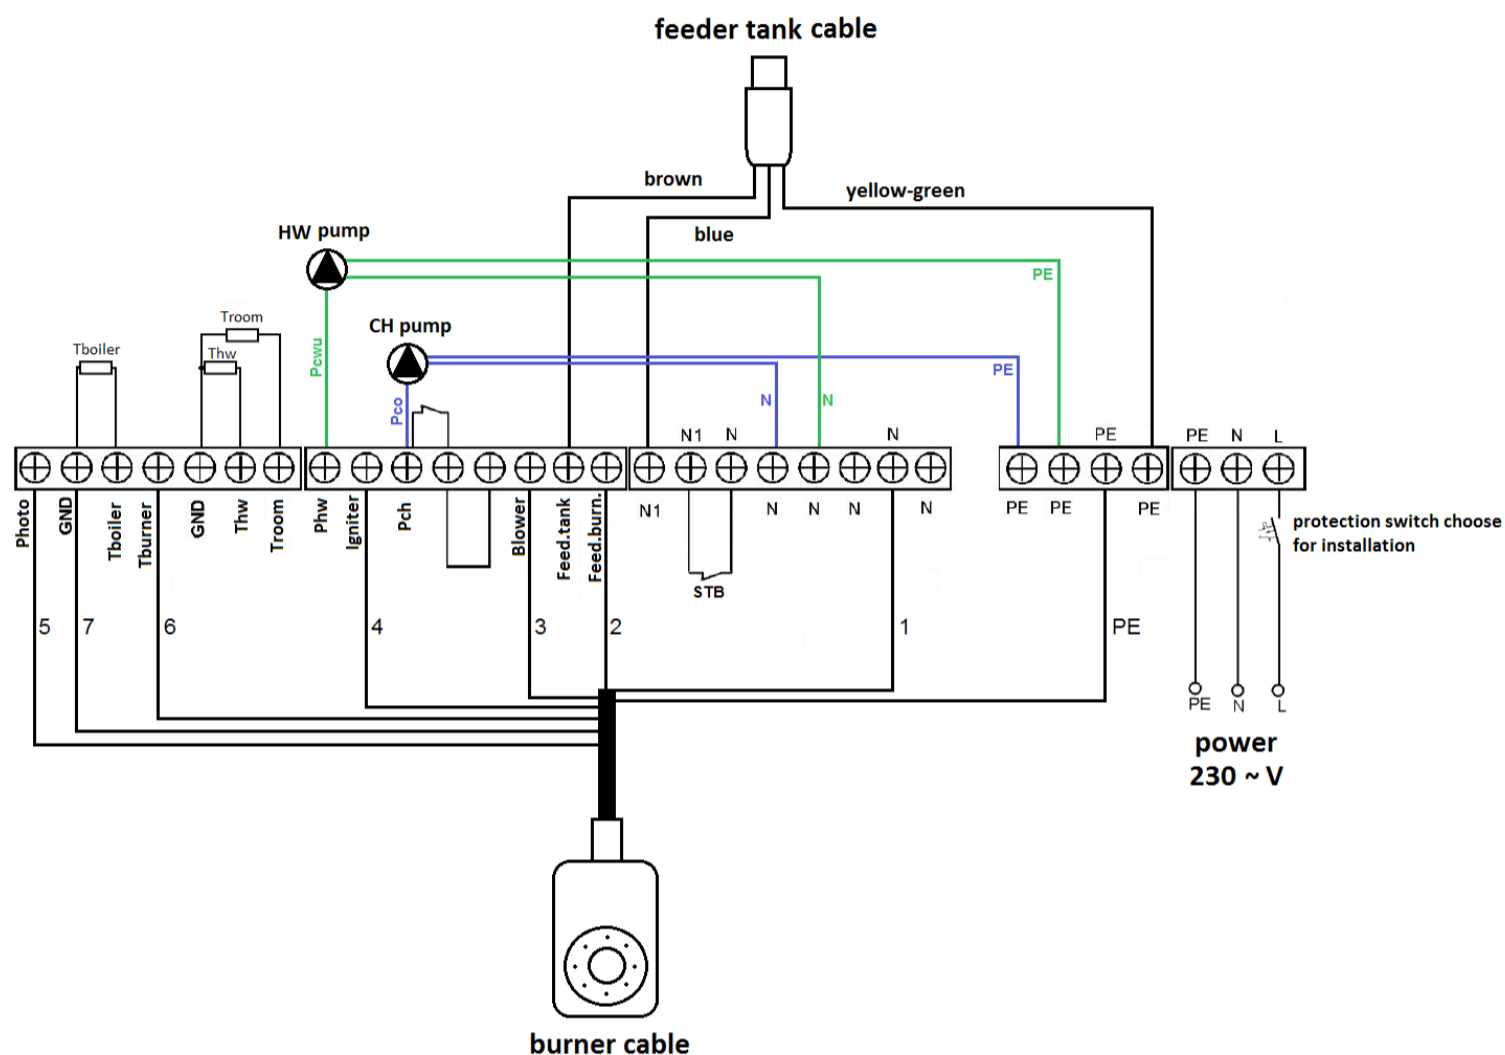 feeder tank cable
brown
yellow-green
blue
HW pump
PE
Troom
CH pump
Tboiler
Thw
Pcwu
PE
Pco
N
N
N1
N
N
PE
PE
N
L
Photo
GND
Tboiler
Tburner
GND
Thw
Troom
Phw
Igniter
Pch
Blower
Feed.tank
Feed.burn.
N1
N
N
N
N
PE
PE
PE
protection switch choose
for installation
STB
5
7
6
4
3
2
1
PE
PE
N
L
power
230 ~ V
burner cable